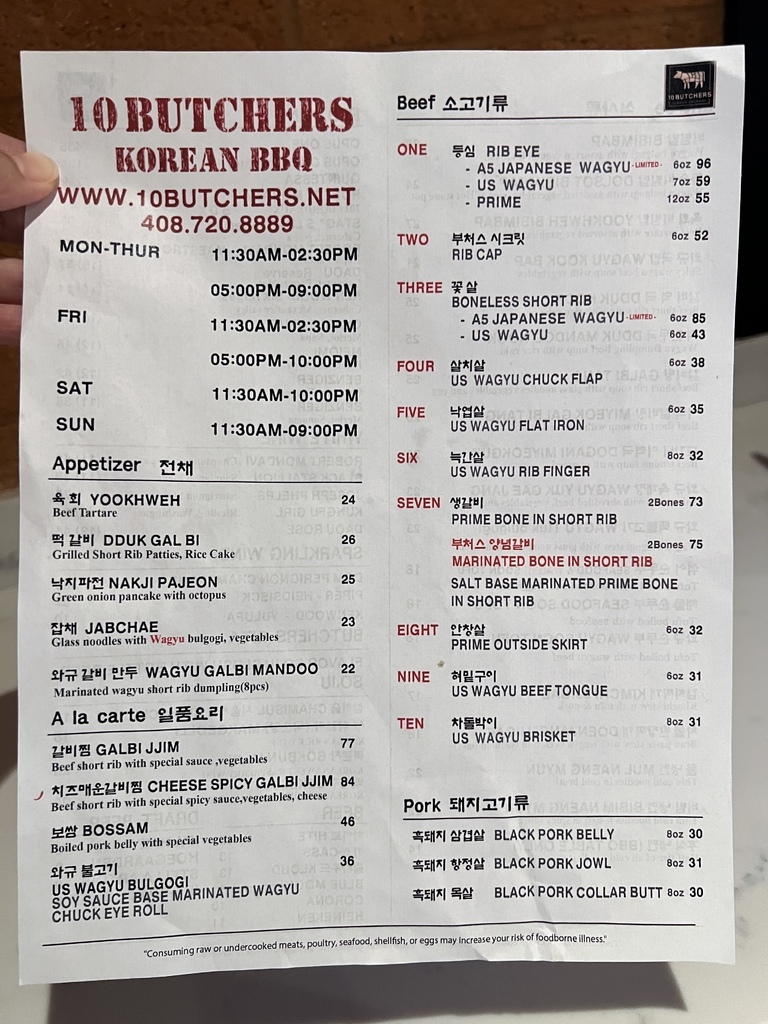 10 BUTCHERS
KOREAN BBQ
WWW.10BUTCHERS.NET
408.720.8889
MON-THUR 11:30AM-02:30PM
05:00PM-09:00PM
FRI 11:30AM-02:30PM
05:00PM-10:00PM
SAT 11:30AM-10:00PM
SUN 11:30AM-09:00PM
Appetizer 전채
육 회 YOOKHWEH 24
Beef Tartare
떡 갈비 DDUK GAL BI 26
Grilled Short Rib Patties, Rice Cake
낙지파전 NAKJI PAJEON 25
Green onion pancake with octopus
잡채 JABCHAE 23
Glass noodles with Wagyu bulgogi, vegetables
와규 갈비 만두 WAGYU GALBI MANDOO 22
Marinated wagyu short rib dumpling(8pcs)
A la carte 일품요리
갈비찜 GALBI JJIM 77
Beef short rib with special sauce ,vegetables
치즈매운갈비찜 CHEESE SPICY GALBI JJIM 84
Beef short rib with special spicy sauce,vegetables, cheese
보쌈 BOSSAM 46
Boiled pork belly with special vegetables
와규 불고기 36
US WAGYU BULGOGI
SOY SAUCE BASE MARINATED WAGYU
CHUCK EYE ROLL
10 BUTCHERS
Beef 소고기류
ONE 등심 RIB EYE
- A5 JAPANESE WAGYU -LIMITED- 6oz 96
- US WAGYU 7oz 59
- PRIME 12oz 55
TWO 부처스 시크릿 6oz 52
RIB CAP
THREE 꽃 살
BONELESS SHORT RIB
- A5 JAPANESE WAGYU -LIMITED- 6oz 85
- US WAGYU 6oz 43
FOUR 살치살 6oz 38
US WAGYU CHUCK FLAP
FIVE 낙엽살 6oz 35
US WAGYU FLAT IRON
SIX 늑간살 8oz 32
US WAGYU RIB FINGER
SEVEN 생갈비 2Bones 73
PRIME BONE IN SHORT RIB
부처스 양념갈비 2Bones 75
MARINATED BONE IN SHORT RIB
SALT BASE MARINATED PRIME BONE
IN SHORT RIB
EIGHT 안창살 6oz 32
PRIME OUTSIDE SKIRT
NINE 혀밑구이 6oz 31
US WAGYU BEEF TONGUE
TEN 차돌박이 8oz 31
US WAGYU BRISKET
Pork 돼지고기류
흑돼지 삼겹살 BLACK PORK BELLY 8oz 30
흑돼지 항정살 BLACK PORK JOWL 8oz 31
흑돼지 목살 BLACK PORK COLLAR BUTT 8oz 30
"Consuming raw or undercooked meats, poultry, seafood, shellfish, or eggs may increase your risk of foodborne illness."